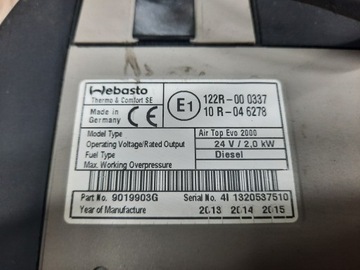 Webasto
Thermo & Comfort SE
Made in
Germany
CE
E1
122R-00 0337
10 R-04 6278
Model Type Air Top Evo 2000
Operating Voltage/Rated Output 24 V / 2,0 kW
Fuel Type Diesel
Max. Working Overpressure
Part No. 9019903G Serial No. 4I 1320537510
Year of Manufacture 2013 2014 2015